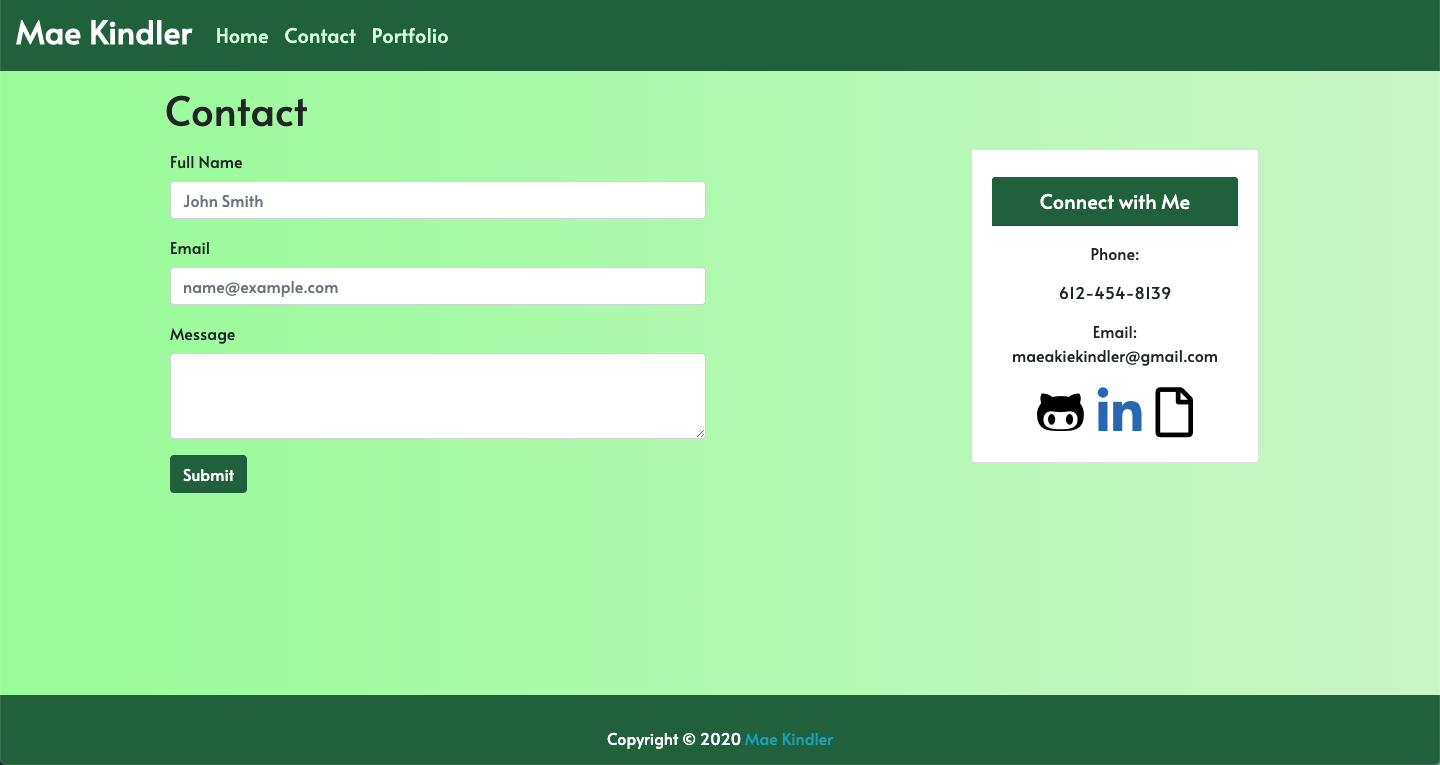 Mae Kindler
Home Contact Portfolio
Contact
Full Name
John Smith
Email
name@example.com
Message
Submit
Connect with Me
Phone:
612-454-8139
Email:
maeakiekindler@gmail.com
in
Copyright © 2020 Mae Kindler